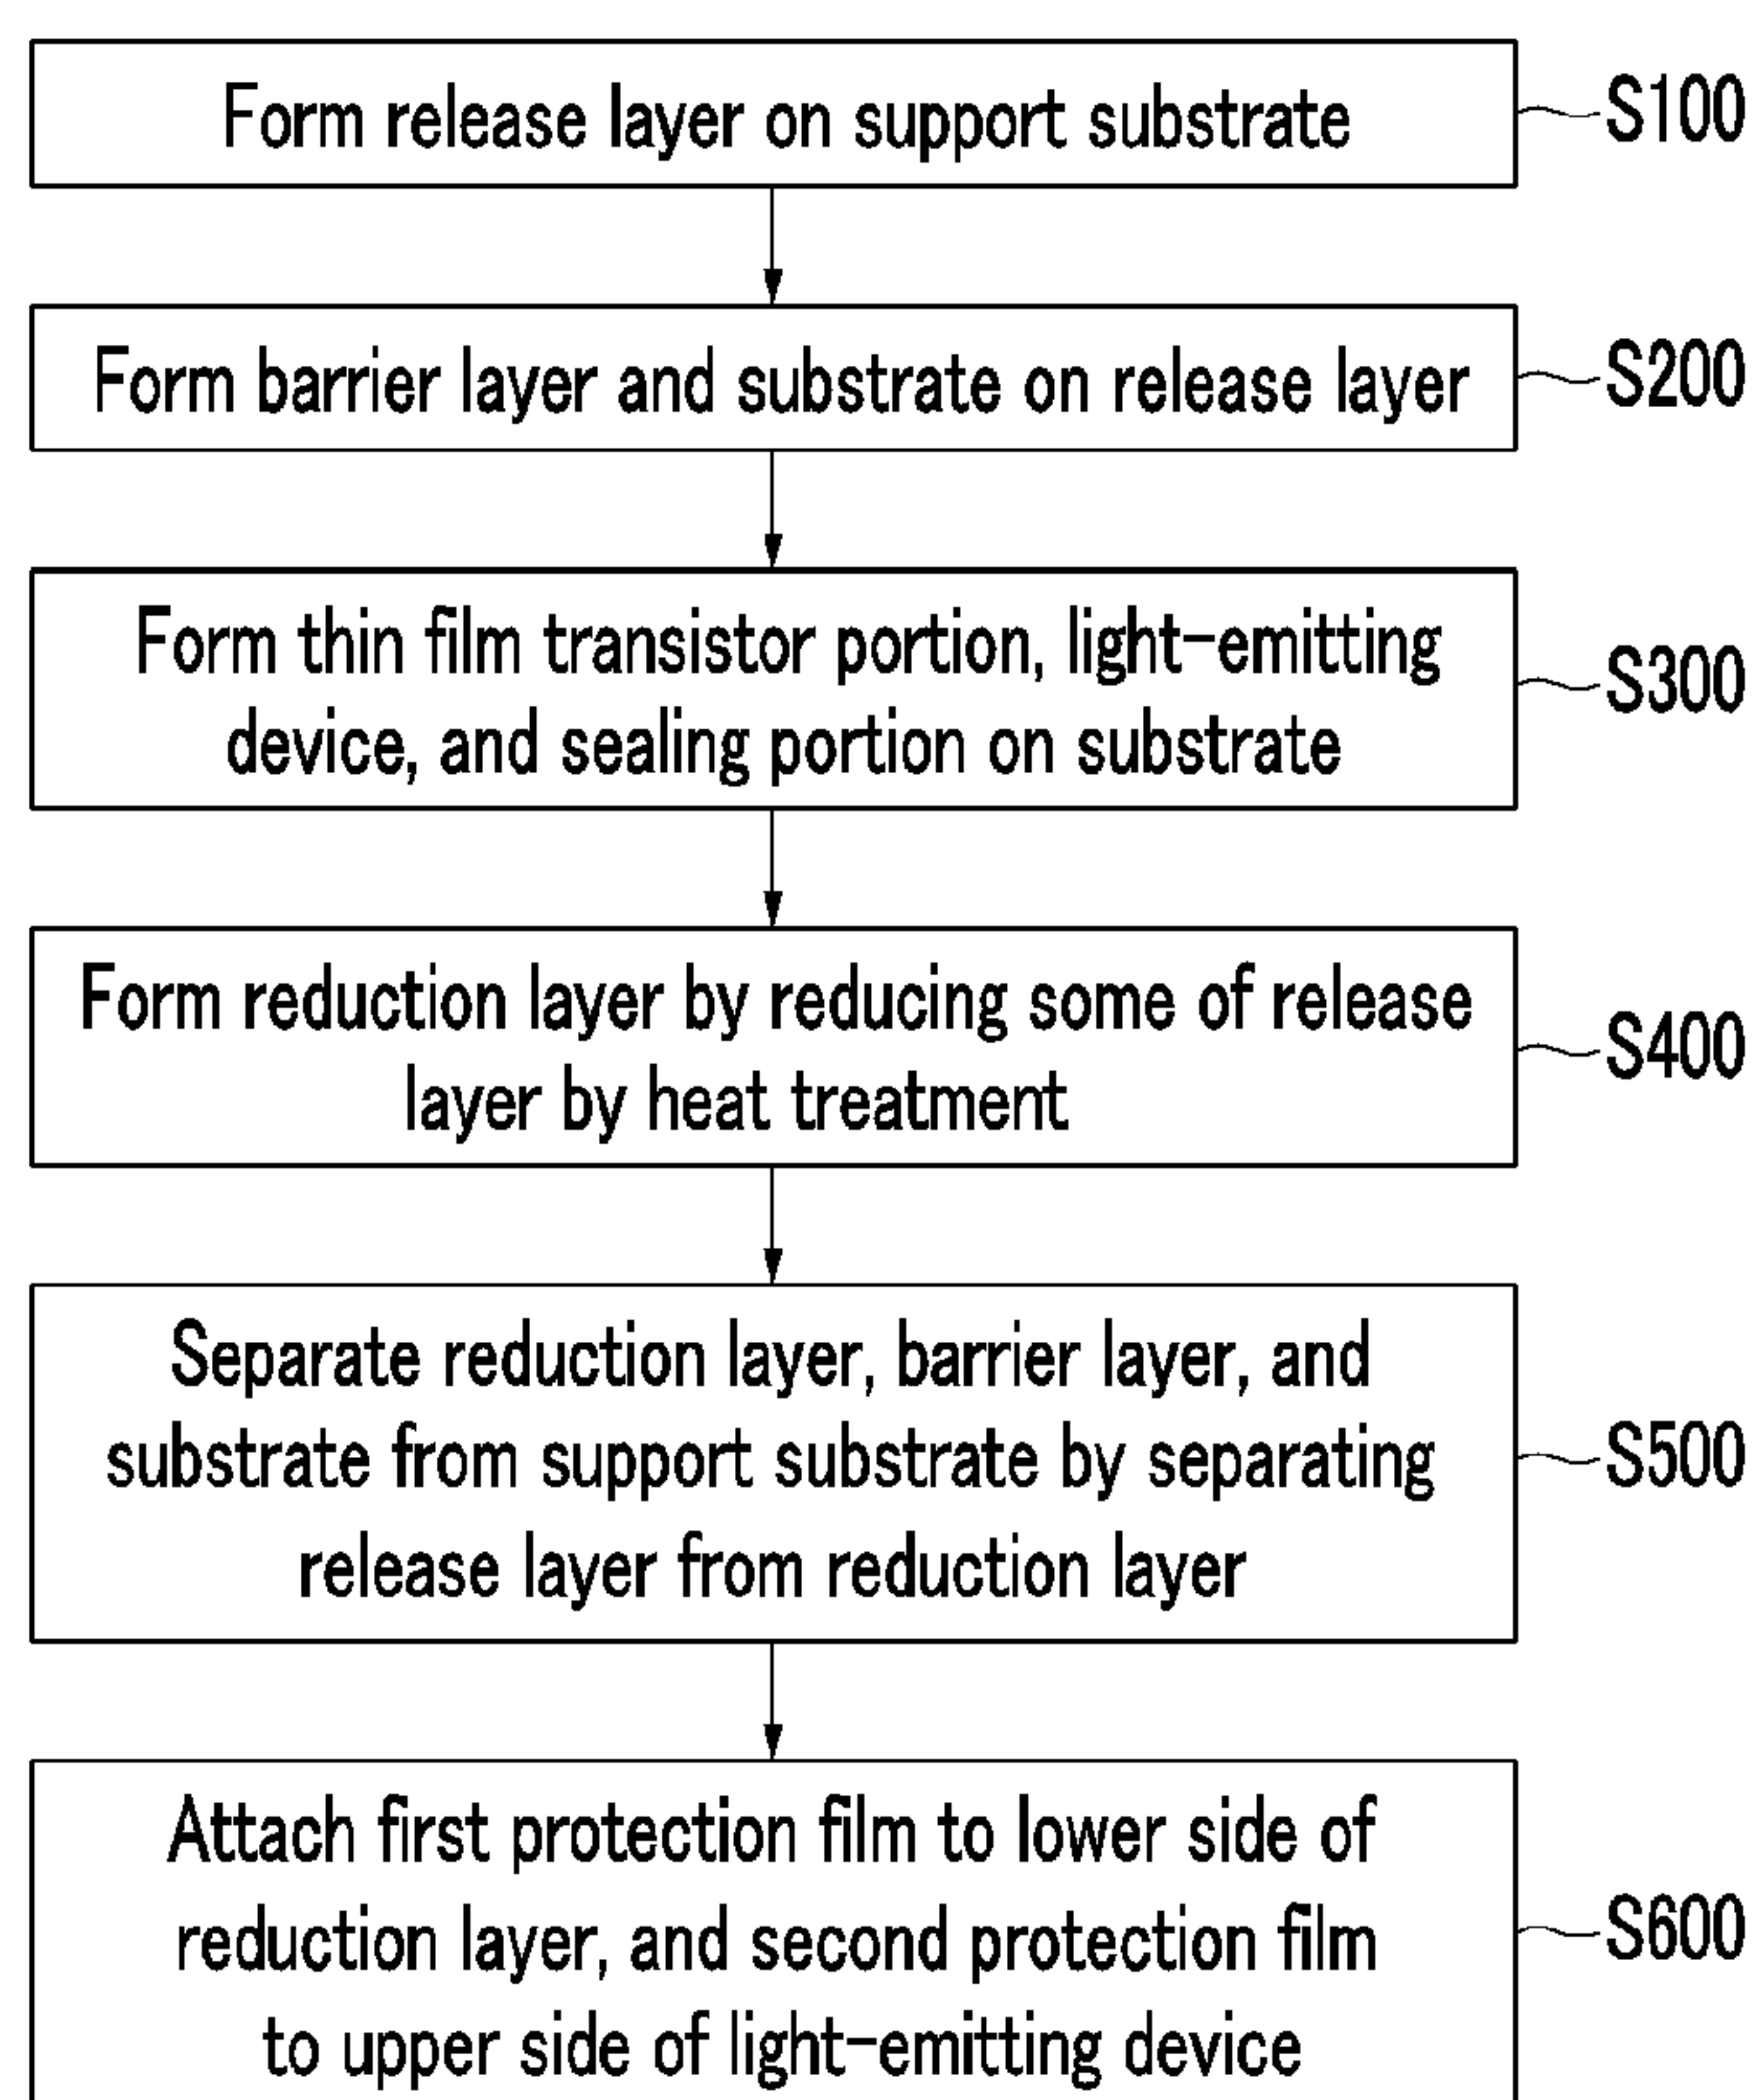 Form release layer on support substrate
S100
Form barrier layer and substrate on release layer
S200
Form thin film transistor portion, light-emitting
device, and sealing portion on substrate
S300
Form reduction layer by reducing some of release
layer by heat treatment
S400
Separate reduction layer, barrier layer, and
substrate from support substrate by separating
release layer from reduction layer
S500
Attach first protection film to lower side of
reduction layer, and second protection film
to upper side of light-emitting device
S600